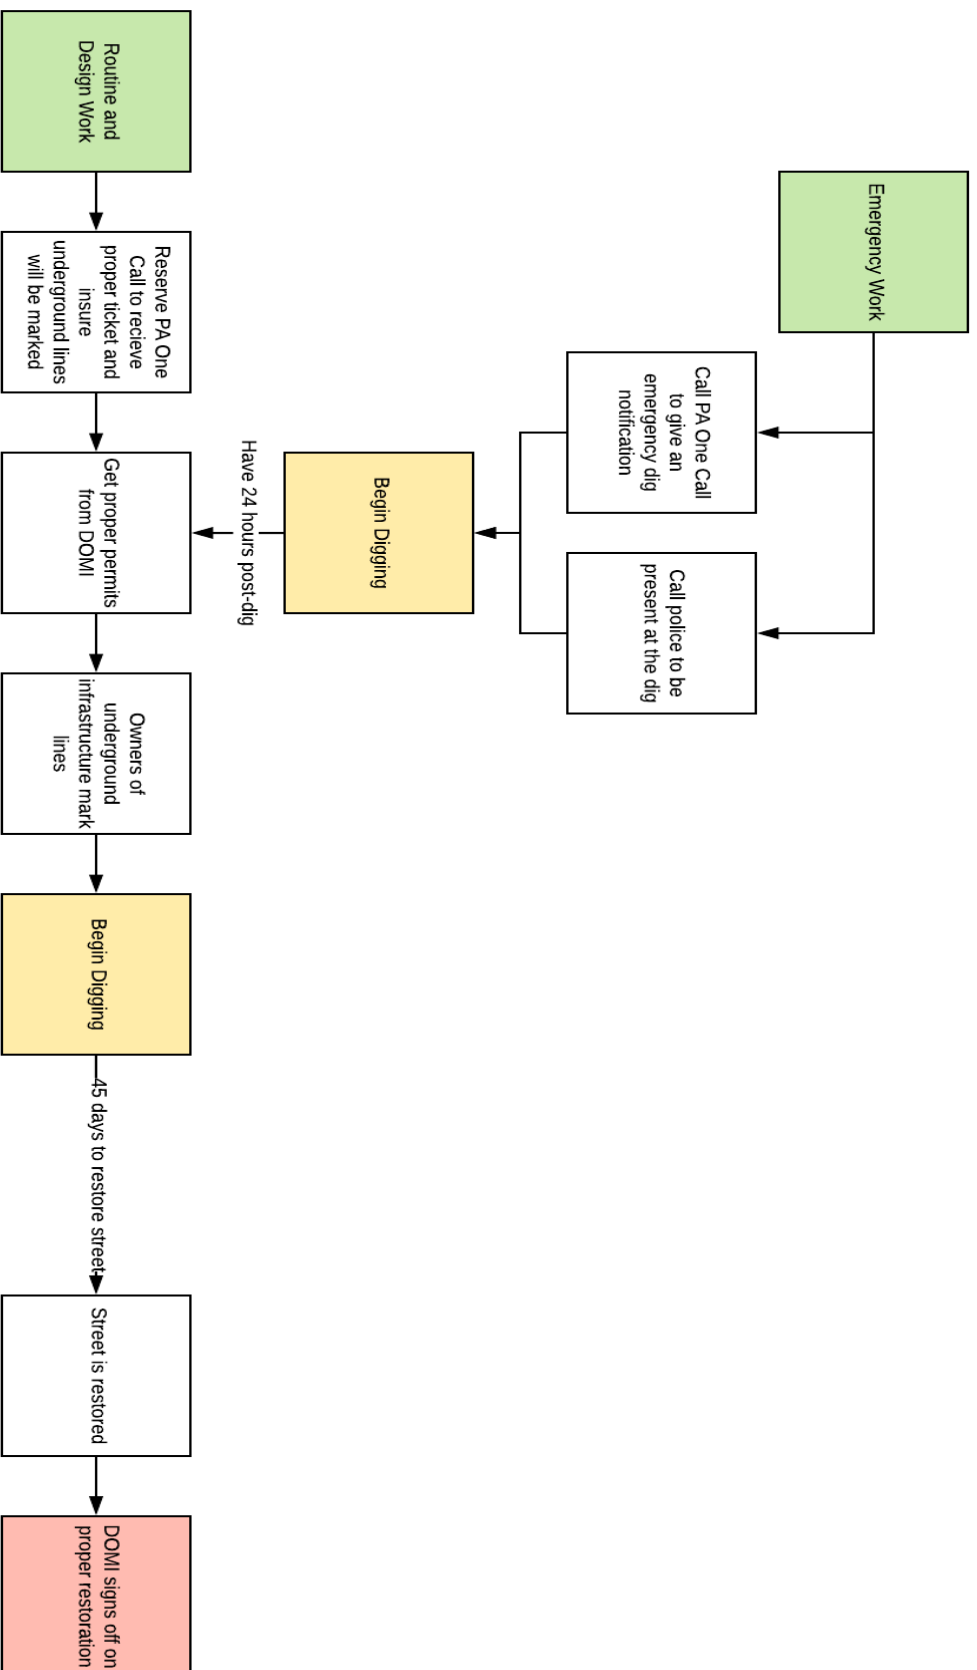 Emergency Work
Call PA One Call
to give an
emergency dig
notification
Call police to be
present at the dig
Begin Digging
Have 24 hours post-dig
Routine and
Design Work
Reserve PA One
Call to recieve
proper ticket and
insure
underground lines
will be marked
Get proper permits
from DOMI
Owners of
underground
infrastructure mark
lines
Begin Digging
45 days to restore street
Street is restored
DOMI signs off on
proper restoration